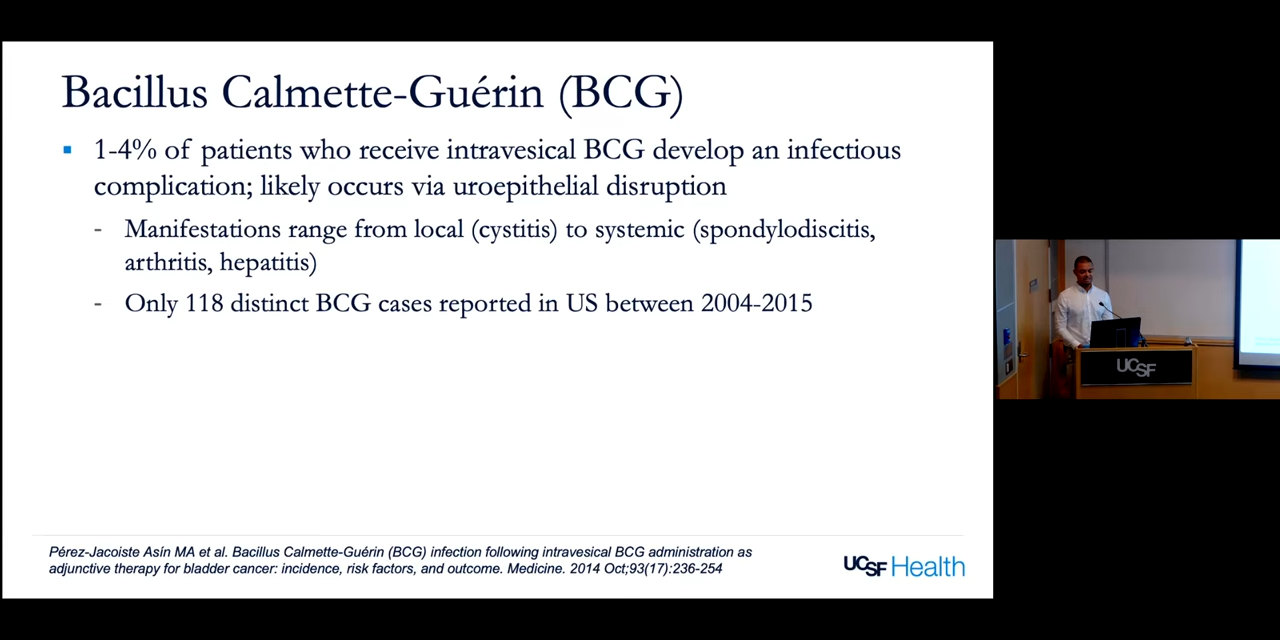 Bacillus Calmette-Guérin (BCG)
▪ 1-4% of patients who receive intravesical BCG develop an infectious
complication; likely occurs via uroepithelial disruption
- Manifestations range from local (cystitis) to systemic (spondylodiscitis,
arthritis, hepatitis)
- Only 118 distinct BCG cases reported in US between 2004-2015
Pérez-Jacoiste Asín MA et al. Bacillus Calmette-Guérin (BCG) infection following intravesical BCG administration as
adjunctive therapy for bladder cancer: incidence, risk factors, and outcome. Medicine. 2014 Oct;93(17):236-254
UCSF Health
UCSF